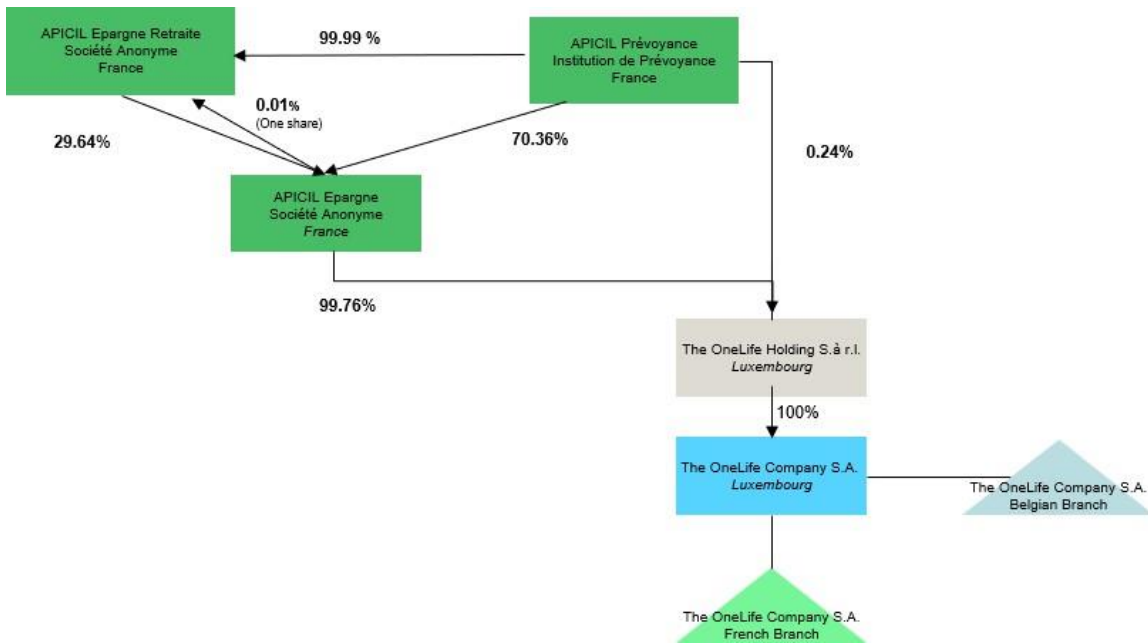 APICIL Epargne Retraite
Société Anonyme
France
99.99 %
APICIL Prévoyance
Institution de Prévoyance
France
0.01%
(One share)
29.64%
70.36%
0.24%
APICIL Epargne
Société Anonyme
France
99.76%
The OneLife Holding S.à r.l.
Luxembourg
100%
The OneLife Company S.A.
Luxembourg
The OneLife Company S.A.
Belgian Branch
The OneLife Company S.A.
French Branch